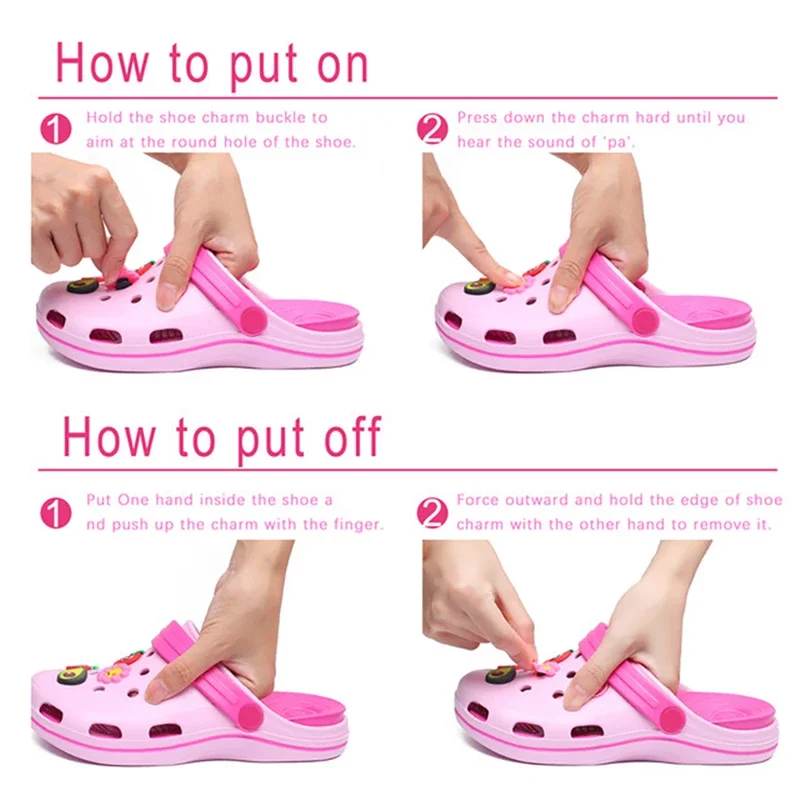 How to put on
1 Hold the shoe charm buckle to
aim at the round hole of the shoe.
2 Press down the charm hard until you
hear the sound of 'pa'.
How to put off
1 Put One hand inside the shoe a
nd push up the charm with the finger.
2 Force outward and hold the edge of shoe
charm with the other hand to remove it.